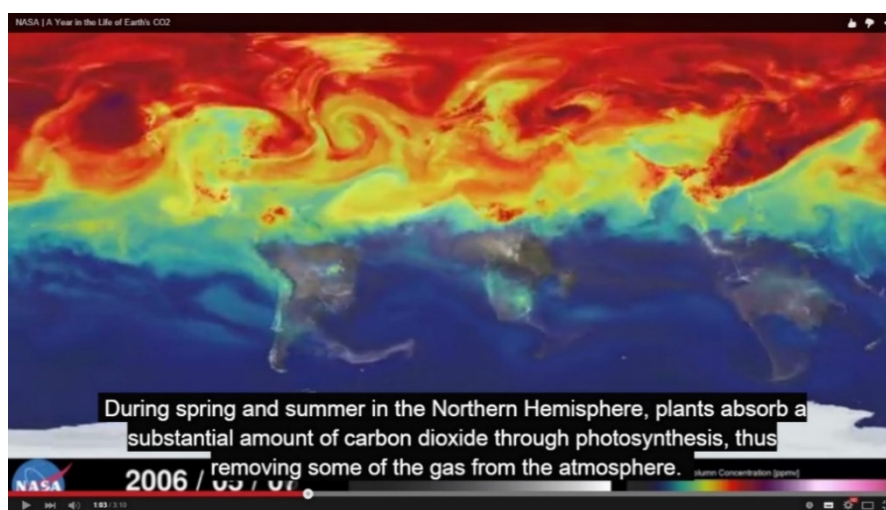 NASA | A Year in the Life of Earth's CO2
During spring and summer in the Northern Hemisphere, plants absorb a
substantial amount of carbon dioxide through photosynthesis, thus
removing some of the gas from the atmosphere.
NASA
2006 / 05 / 07
Concentration [ppmv]
1:03 / 3:10